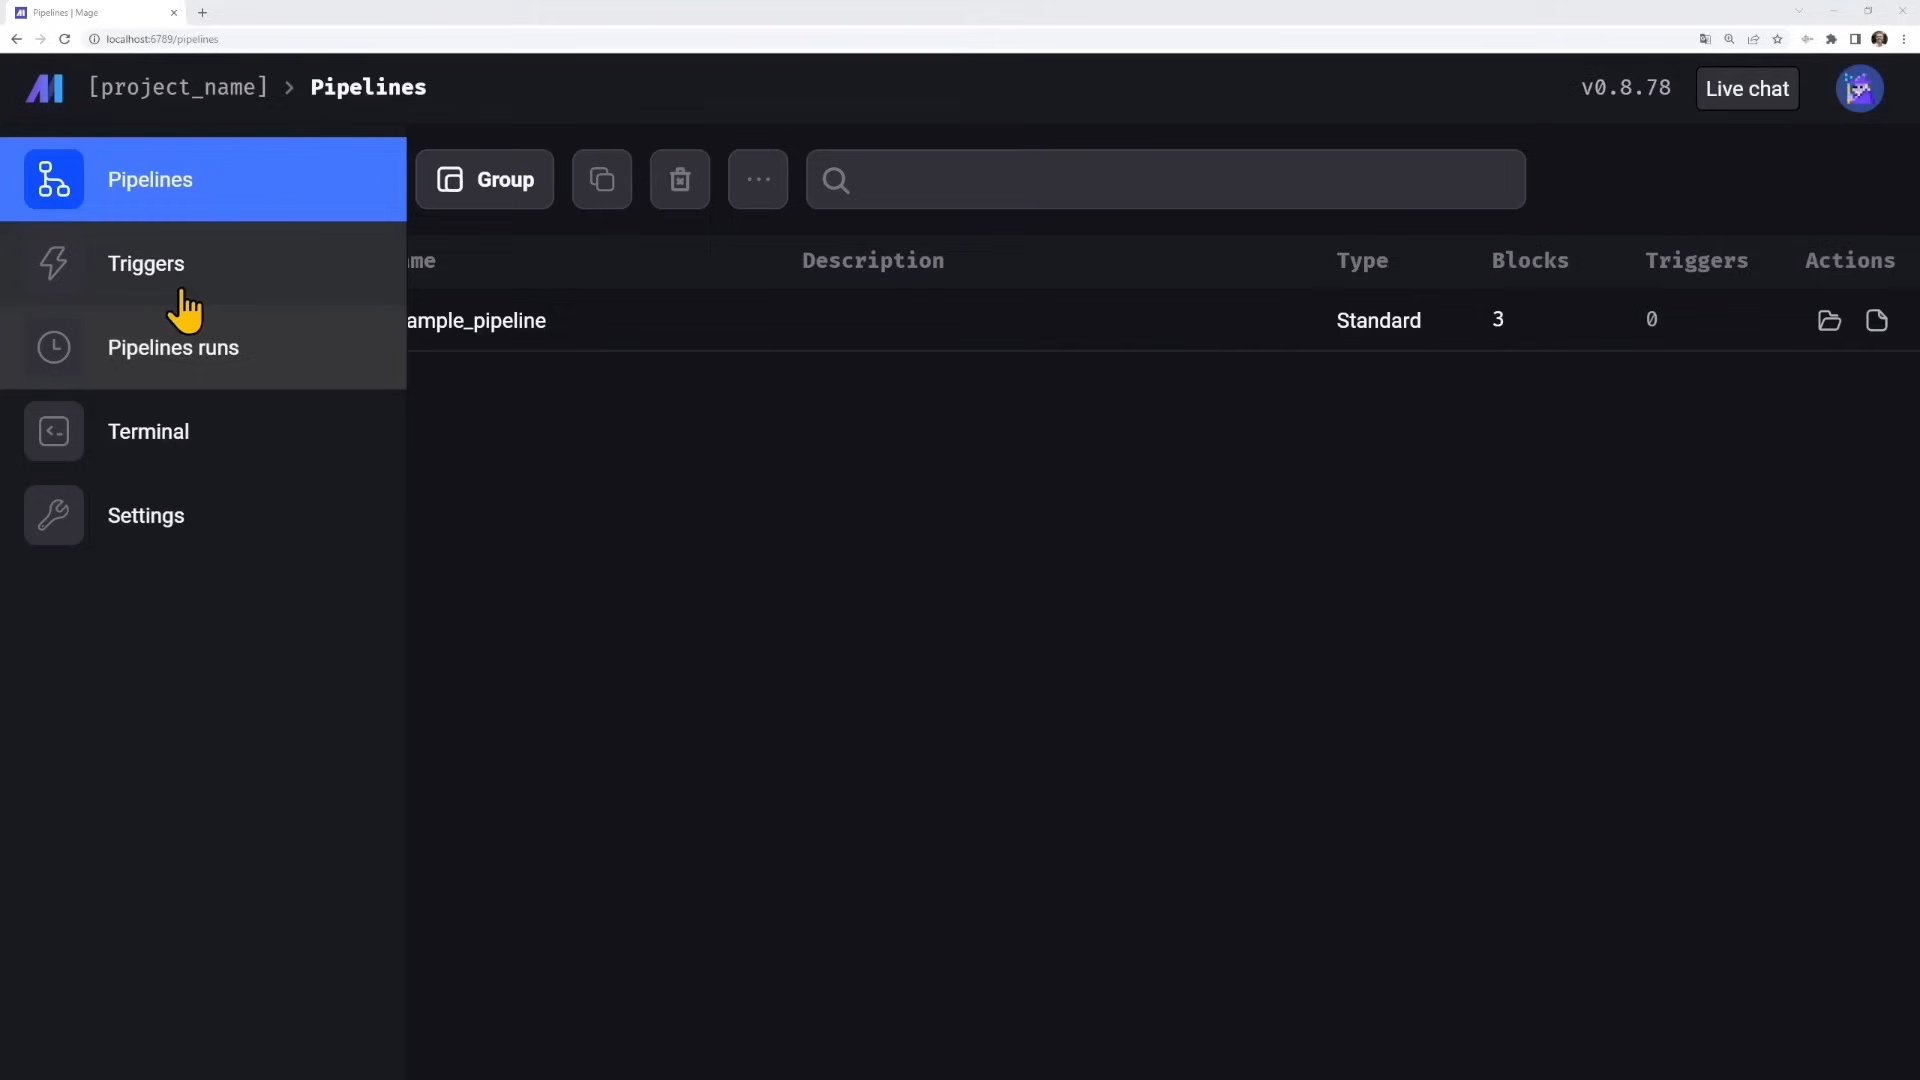 Pipelines | Mage
localhost:6789/pipelines
[project_name] > Pipelines
v0.8.78
Live chat
Pipelines
Group
Triggers
Pipelines runs
Terminal
Settings
me Description Type Blocks Triggers Actions
ample_pipeline Standard 3 0